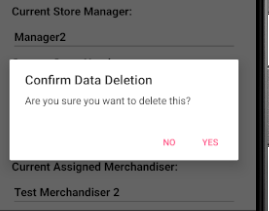 Current Store Manager:
Manager2
Confirm Data Deletion
Are you sure you want to delete this?
NO YES
Current Assigned Merchandiser:
Test Merchandiser 2